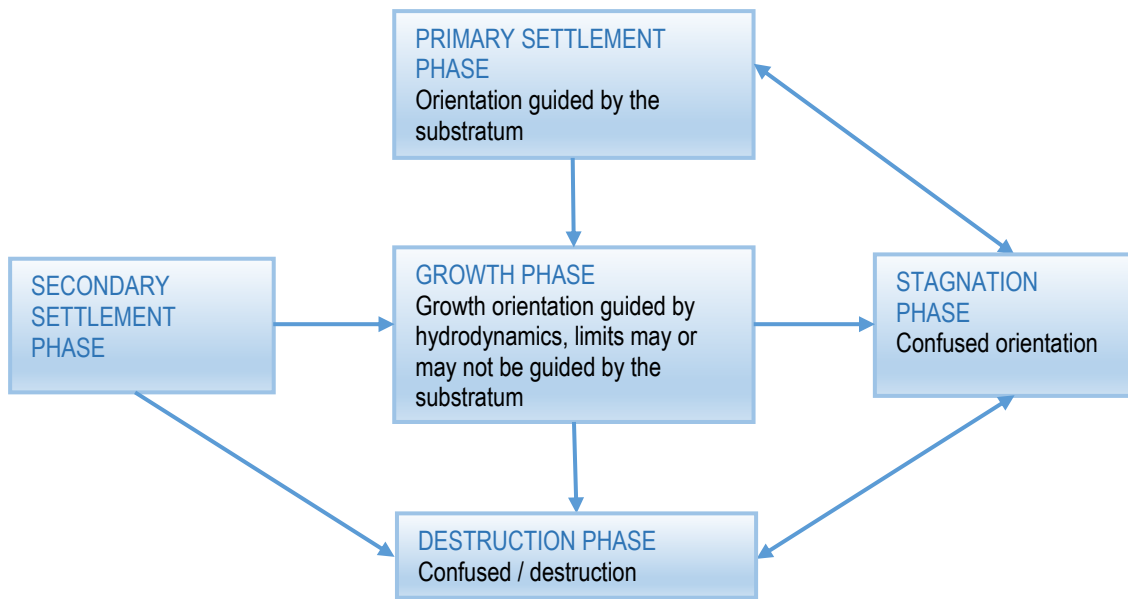 PRIMARY SETTLEMENT
PHASE
Orientation guided by the
substratum
SECONDARY
SETTLEMENT
PHASE
GROWTH PHASE
Growth orientation guided by
hydrodynamics, limits may or
may not be guided by the
substratum
STAGNATION
PHASE
Confused orientation
DESTRUCTION PHASE
Confused / destruction